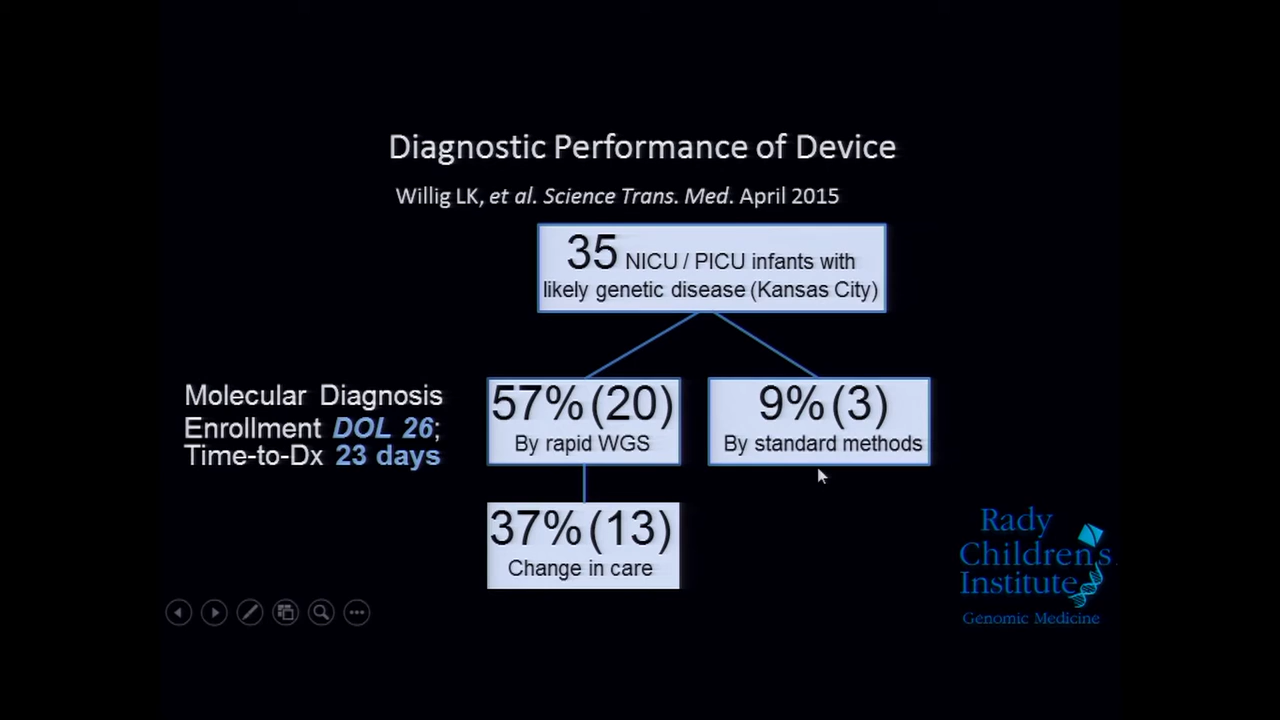 Diagnostic Performance of Device
Willig LK, et al. Science Trans. Med. April 2015
35 NICU / PICU infants with
likely genetic disease (Kansas City)
Molecular Diagnosis
Enrollment DOL 26;
Time-to-Dx 23 days
57% (20)
By rapid WGS
9% (3)
By standard methods
37% (13)
Change in care
Rady
Children's
Institute
Genomic Medicine